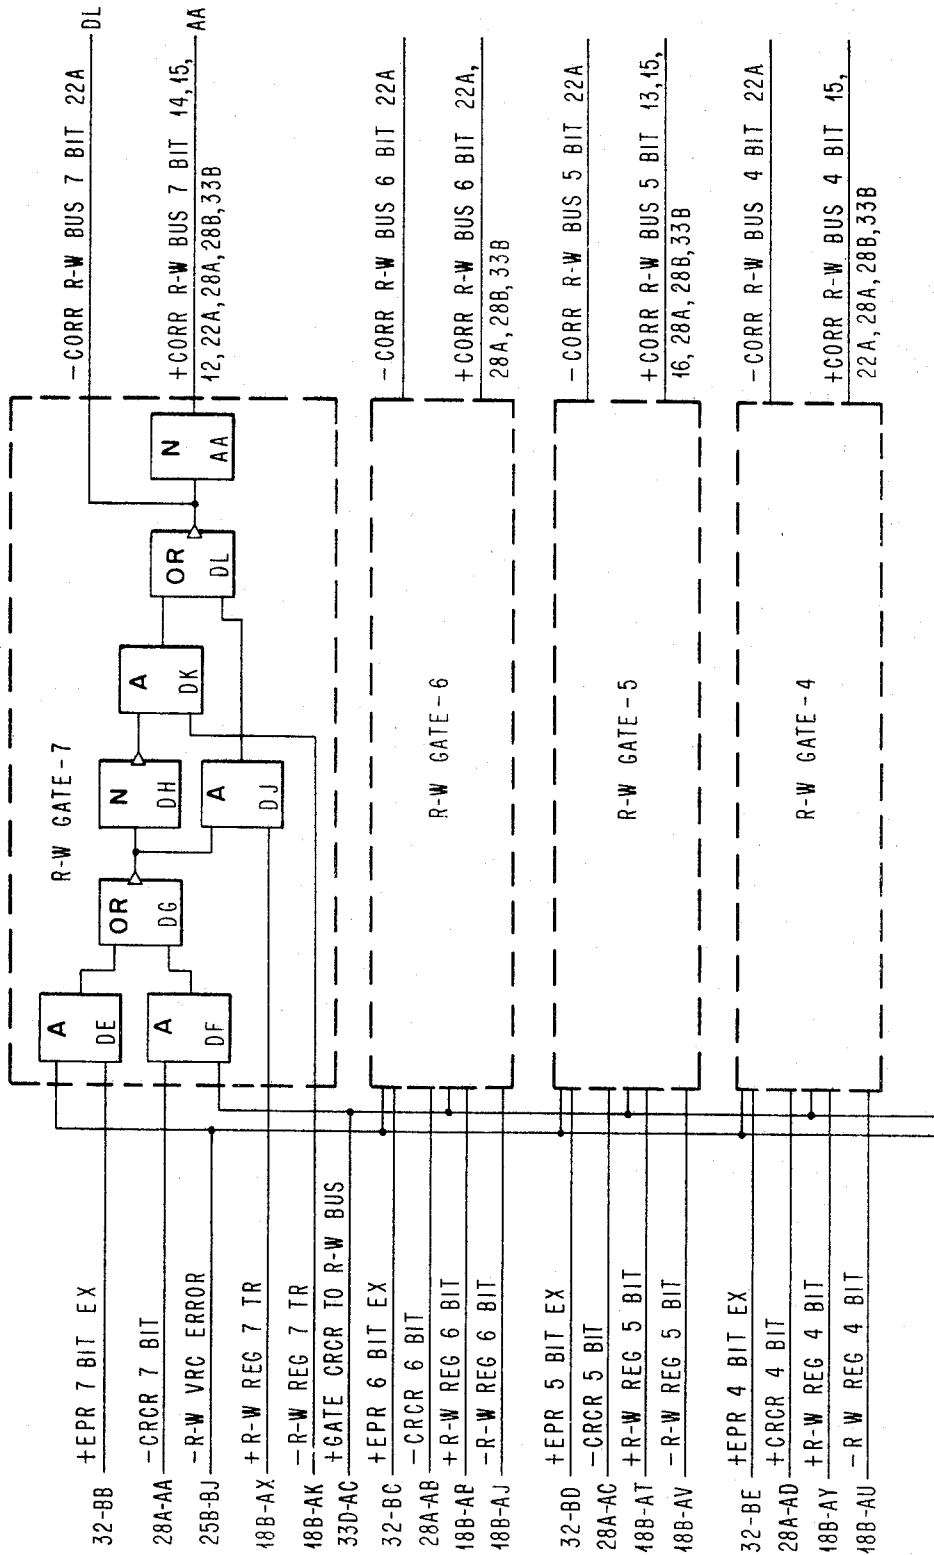 +EPR 7 BIT EX
32-BB
-CRCR 7 BIT
28A-AA
-R-W VRC ERROR
25B-BJ
+R-W REG 7 TR
18B-AX
-R-W REG 7 TR
18B-AK
+GATE CRCR TO R-W BUS
33D-AC
R-W GATE-7
A
DE
A
DF
OR
DG
N
DH
A
DJ
A
DK
OR
DL
N
AA
-CORR R-W BUS 7 BIT 22A
DL
+CORR R-W BUS 7 BIT 14,15,
12,22A,28A,28B,33B
AA
+EPR 6 BIT EX
32-BC
-CRCR 6 BIT
28A-AB
+R-W REG 6 BIT
18B-AP
-R-W REG 6 BIT
18B-AJ
R-W GATE-6
-CORR R-W BUS 6 BIT 22A
+CORR R-W BUS 6 BIT 22A,
28A,28B,33B
+EPR 5 BIT EX
32-BD
-CRCR 5 BIT
28A-AC
+R-W REG 5 BIT
18B-AT
-R-W REG 5 BIT
18B-AV
R-W GATE-5
-CORR R-W BUS 5 BIT 22A
+CORR R-W BUS 5 BIT 13,15,
16,28A,28B,33B
+EPR 4 BIT EX
32-BE
+CRCR 4 BIT
28A-AD
+R-W REG 4 BIT
18B-AY
-R W REG 4 BIT
18B-AU
R-W GATE-4
-CORR R-W BUS 4 BIT 22A
+CORR R-W BUS 4 BIT 15,
22A,28A,28B,33B